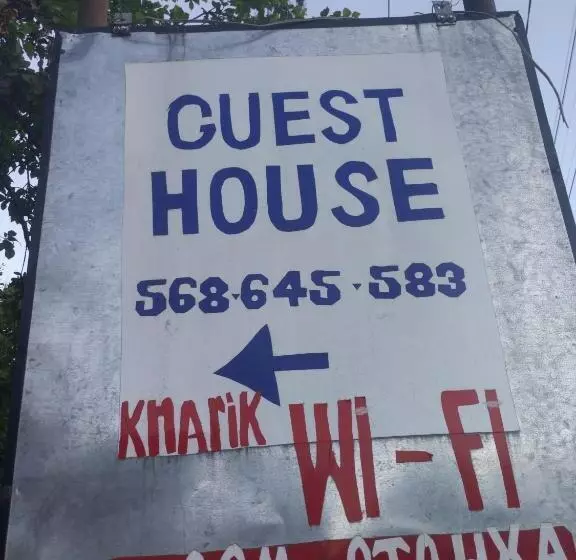 GUEST
HOUSE
568-645-583
KHARiK WI-FI